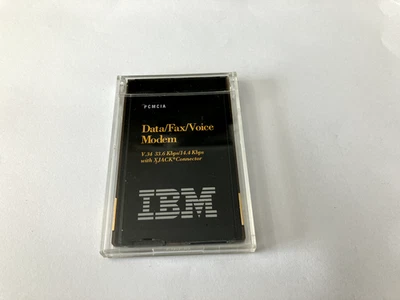 PCMCIA
Data/Fax/Voice
Modem
V.34 33.6 Kbps/14.4 Kbps
with XJACK® Connector
IBM